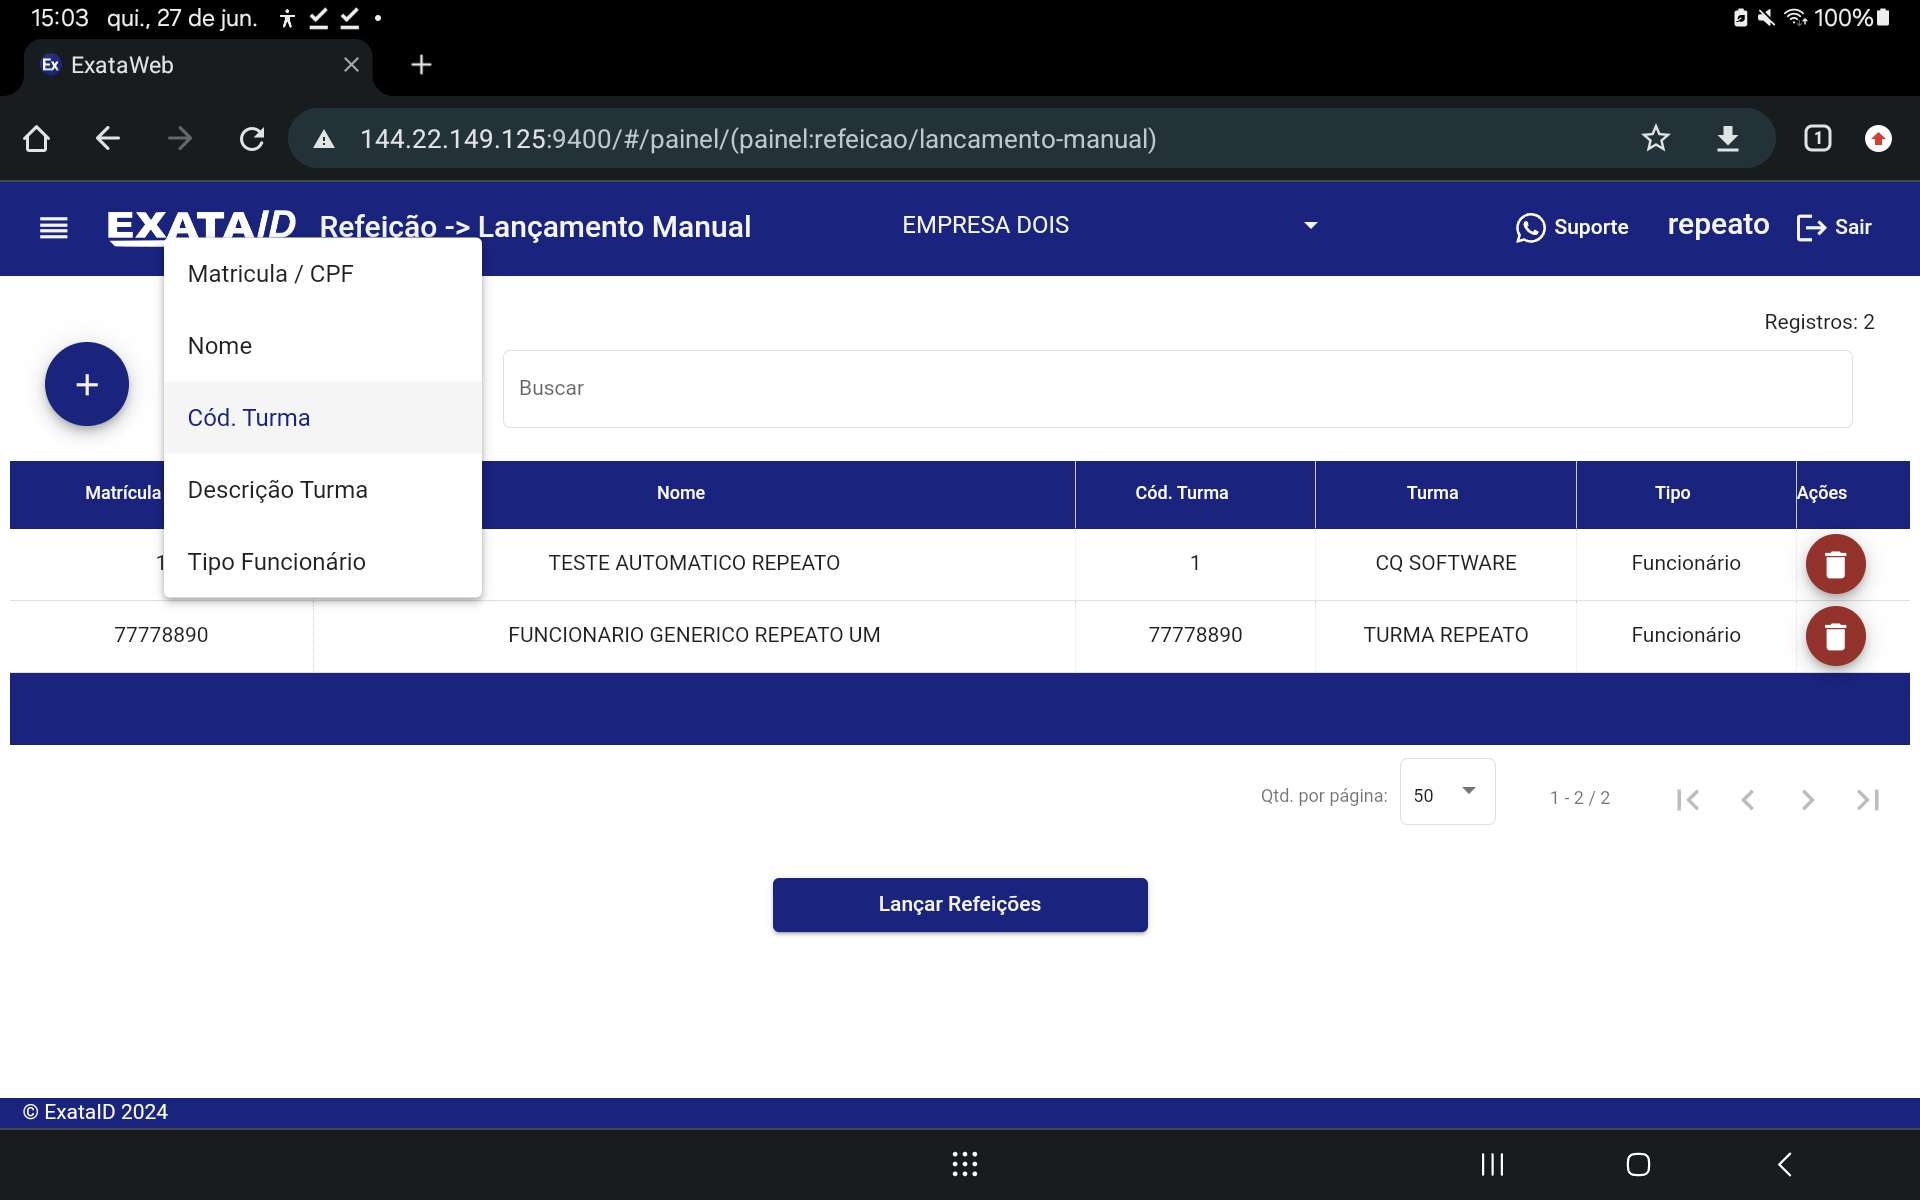 15:03 qui., 27 de jun. 100%
Ex ExataWeb
144.22.149.125:9400/#/painel/(painel:refeicao/lancamento-manual) 1
EXATAID Refeição -> Lançamento Manual EMPRESA DOIS Suporte repeato Sair
Matricula / CPF
Nome
Cód. Turma
Descrição Turma
Tipo Funcionário
Registros: 2
+ Buscar
Matrícula Nome Cód. Turma Turma Tipo Ações
1 TESTE AUTOMATICO REPEATO 1 CQ SOFTWARE Funcionário
77778890 FUNCIONARIO GENERICO REPEATO UM 77778890 TURMA REPEATO Funcionário
Qtd. por página: 50 1 - 2 / 2
Lançar Refeições
© ExataID 2024